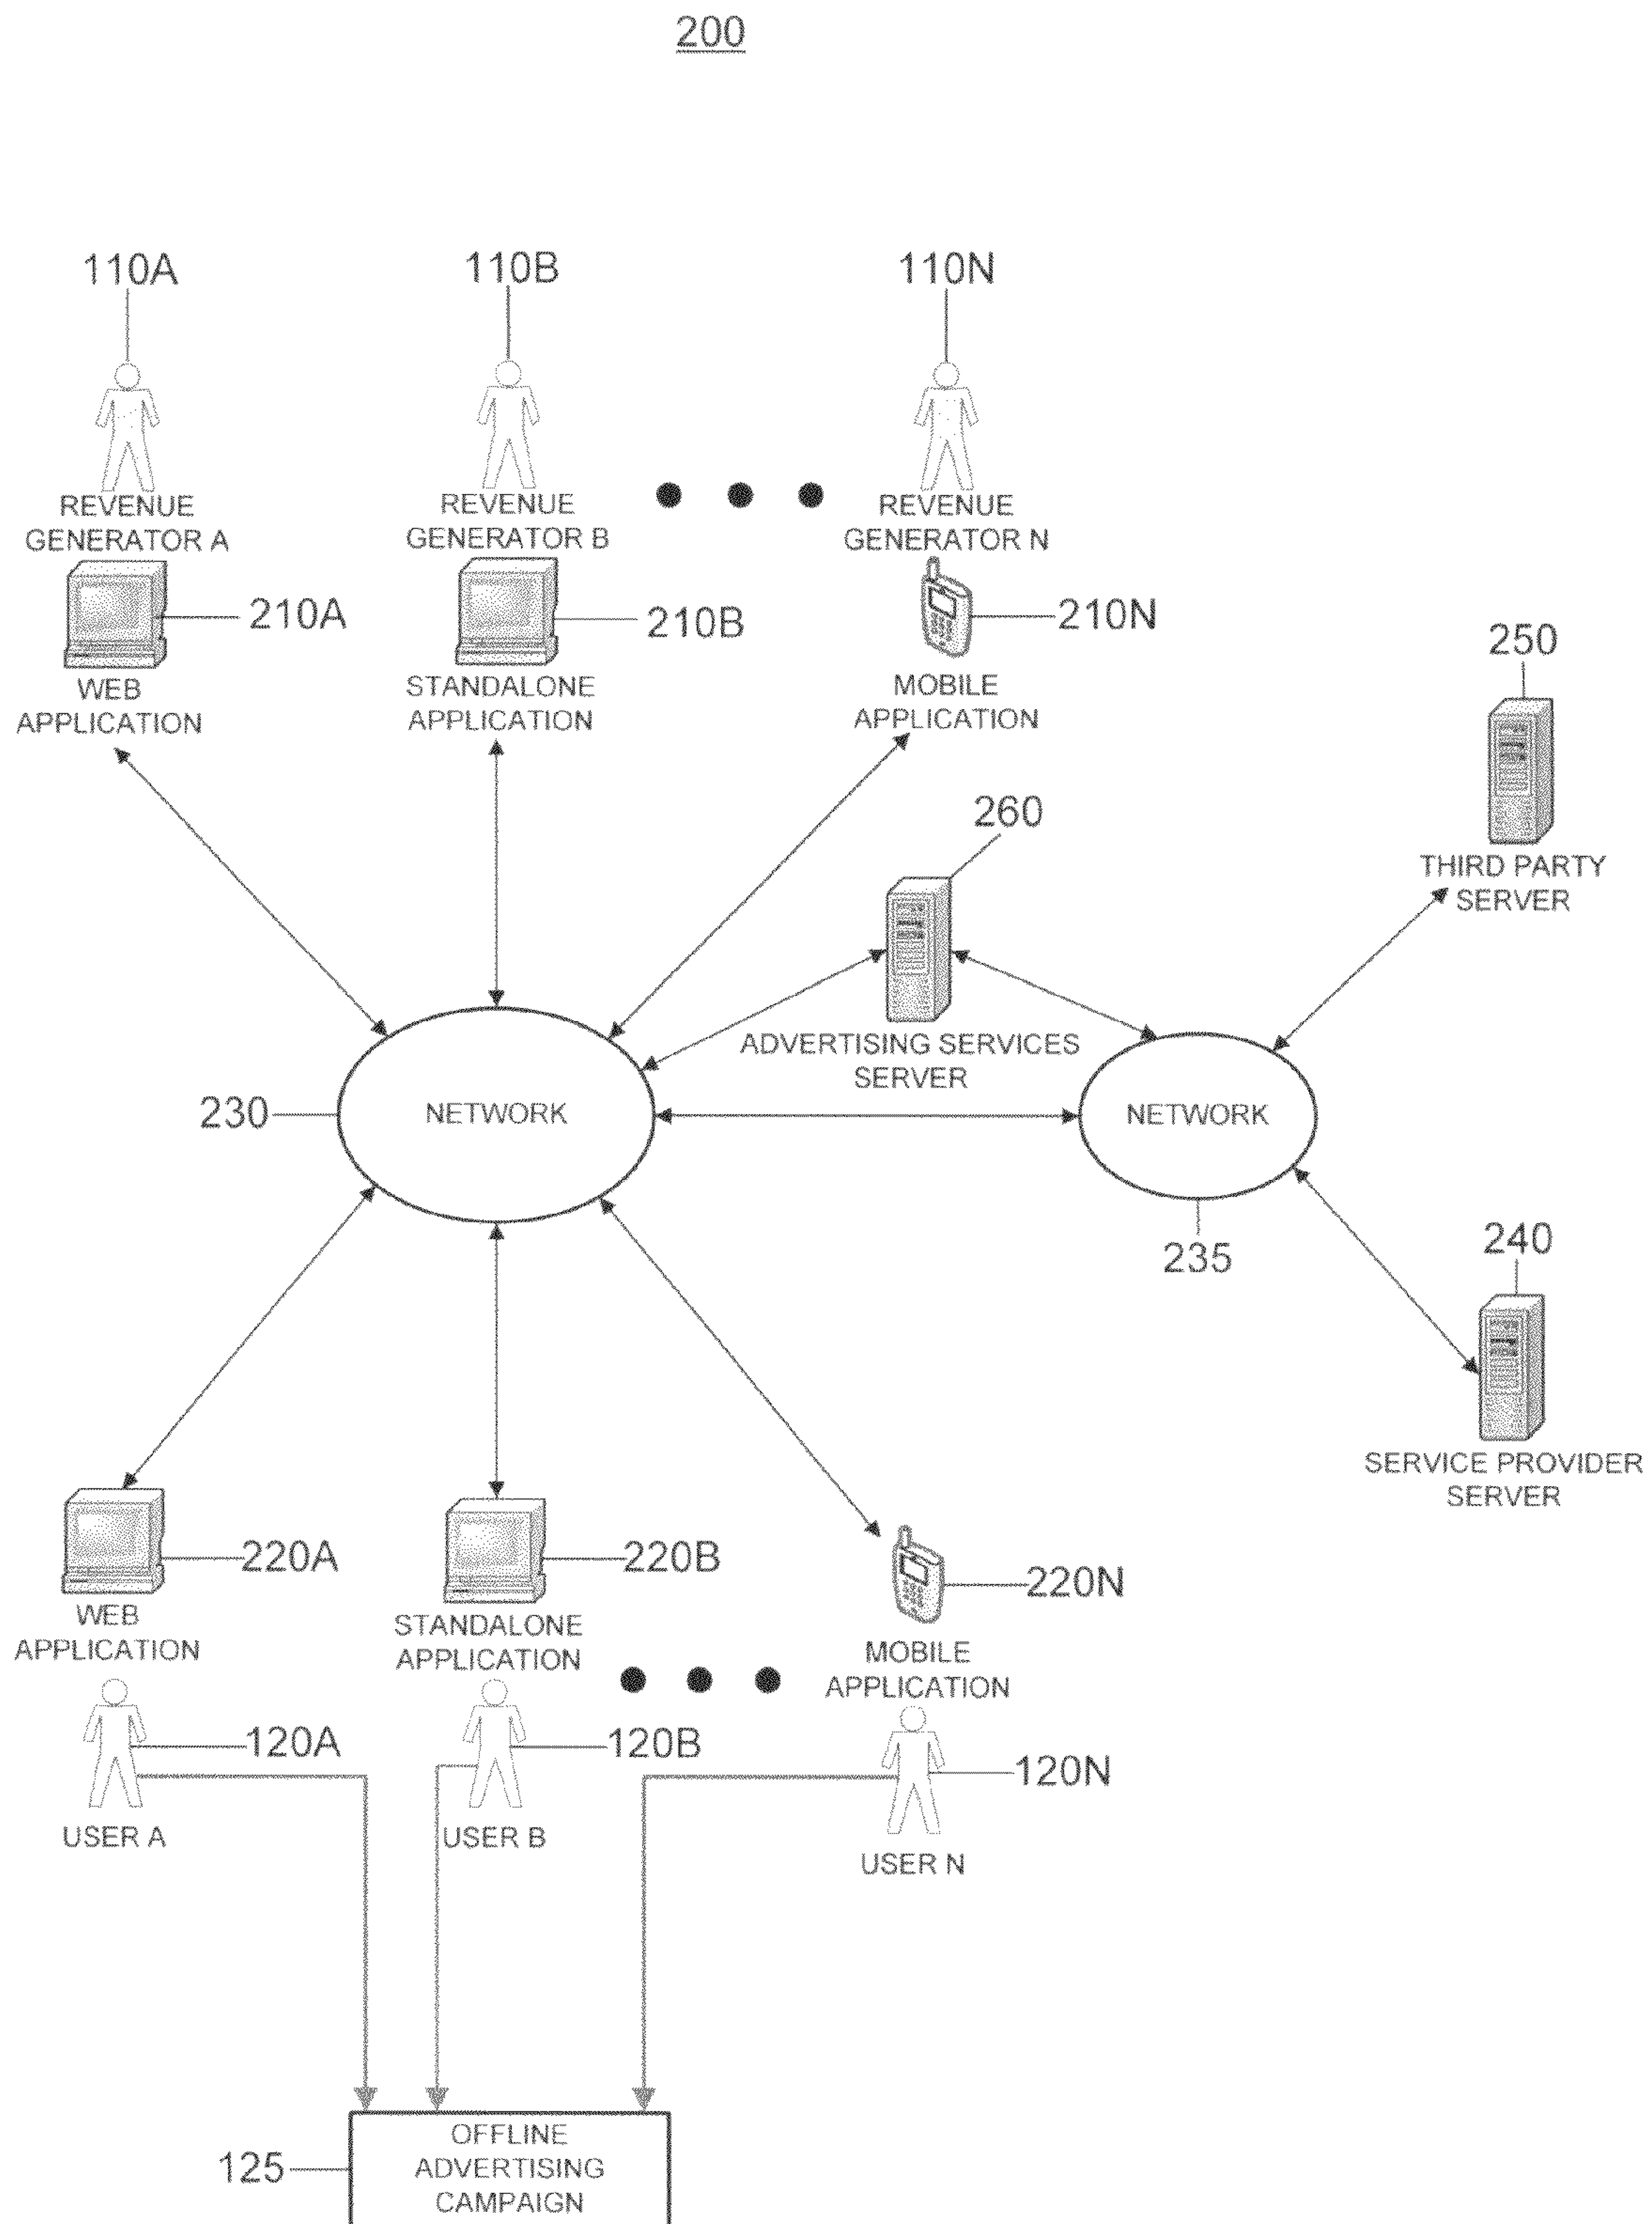 200
110A
110B
110N
REVENUE
GENERATOR A
REVENUE
GENERATOR B
REVENUE
GENERATOR N
210A
210B
210N
WEB
APPLICATION
STANDALONE
APPLICATION
MOBILE
APPLICATION
250
THIRD PARTY
SERVER
260
ADVERTISING SERVICES
SERVER
230
NETWORK
NETWORK
235
240
SERVICE PROVIDER
SERVER
220A
220B
220N
WEB
APPLICATION
STANDALONE
APPLICATION
MOBILE
APPLICATION
120A
120B
120N
USER A
USER B
USER N
125
OFFLINE
ADVERTISING
CAMPAIGN